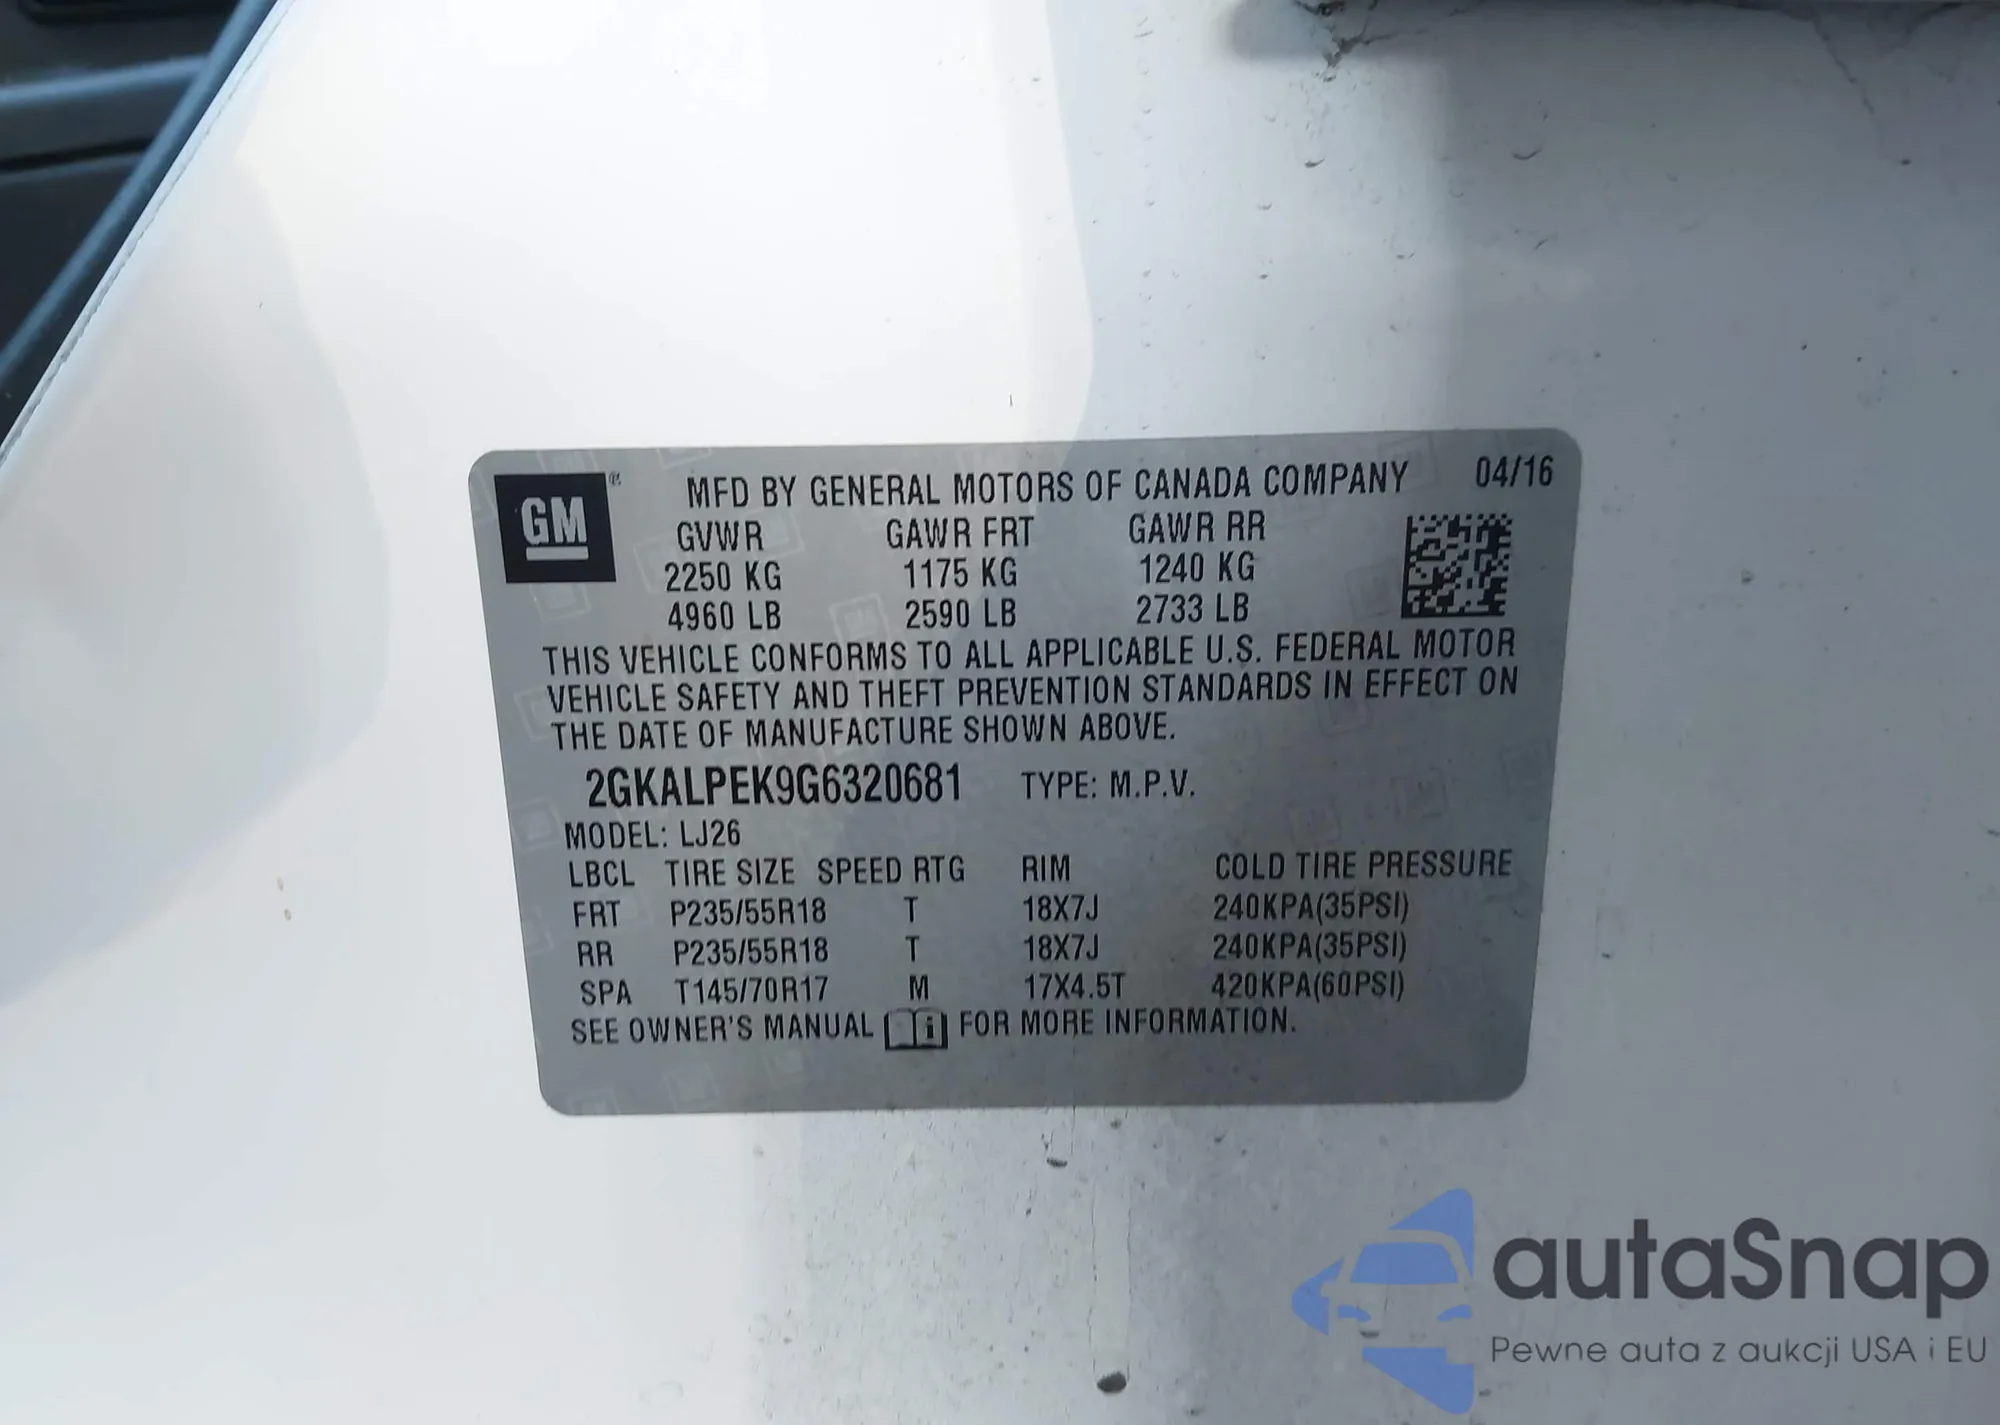 GM ® MFD BY GENERAL MOTORS OF CANADA COMPANY 04/16
GVWR GAWR FRT GAWR RR
2250 KG 1175 KG 1240 KG
4960 LB 2590 LB 2733 LB
THIS VEHICLE CONFORMS TO ALL APPLICABLE U.S. FEDERAL MOTOR
VEHICLE SAFETY AND THEFT PREVENTION STANDARDS IN EFFECT ON
THE DATE OF MANUFACTURE SHOWN ABOVE.
2GKALPEK9G6320681 TYPE: M.P.V.
MODEL: LJ26
LBCL TIRE SIZE SPEED RTG RIM COLD TIRE PRESSURE
FRT P235/55R18 T 18X7J 240KPA(35PSI)
RR P235/55R18 T 18X7J 240KPA(35PSI)
SPA T145/70R17 M 17X4.5T 420KPA(60PSI)
SEE OWNER'S MANUAL i FOR MORE INFORMATION.
autaSnap
Pewne auta z aukcji USA i EU